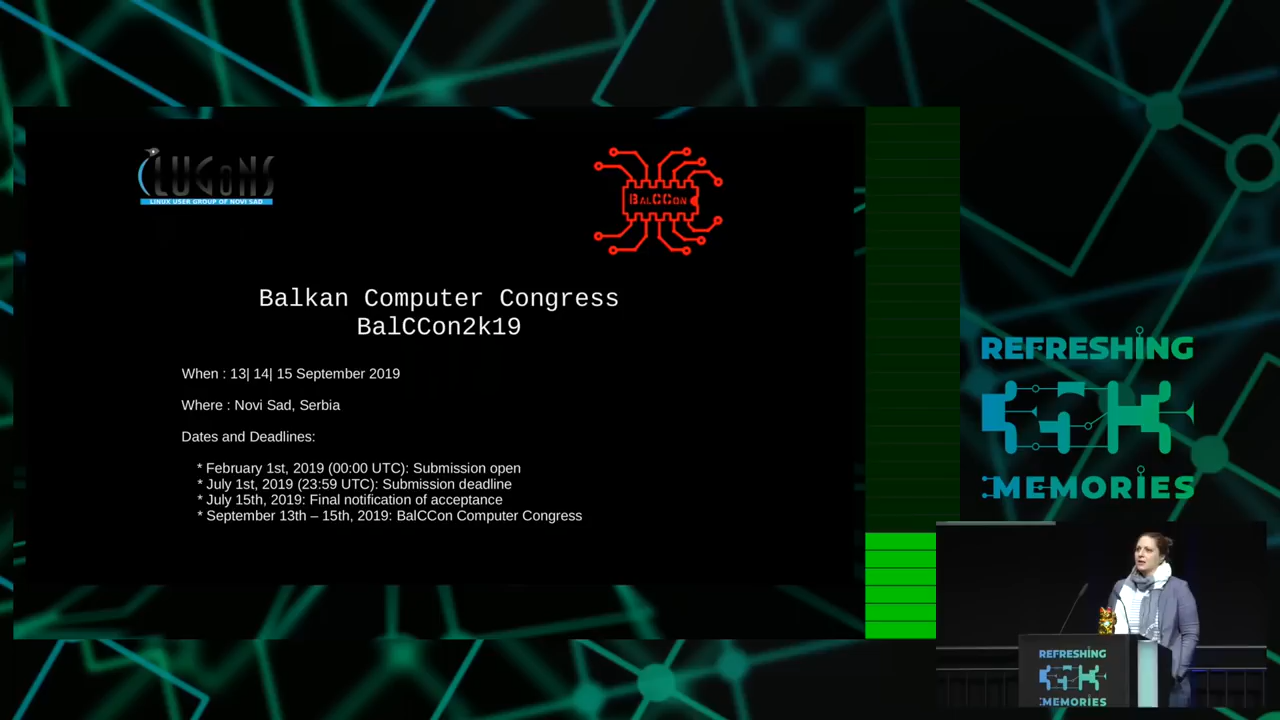 LUGoNS
LINUX USER GROUP OF NOVI SAD
BALCCON
Balkan Computer Congress
BalCCon2k19
When : 13| 14| 15 September 2019
Where : Novi Sad, Serbia
Dates and Deadlines:
* February 1st, 2019 (00:00 UTC): Submission open
* July 1st, 2019 (23:59 UTC): Submission deadline
* July 15th, 2019: Final notification of acceptance
* September 13th – 15th, 2019: BalCCon Computer Congress
REFRESHING
35C3
MEMORIES
REFRESHING
35C3
MEMORIES